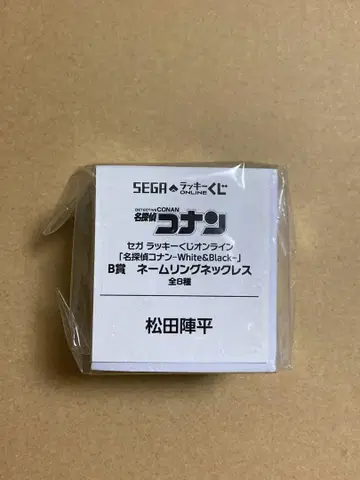 SEGA ラッキーくじ
ONLINE
DETECTIVE CONAN
名探偵コナン
セガ ラッキーくじオンライン
「名探偵コナン-White&Black-」
B賞 ネームリングネックレス
全8種
松田陣平